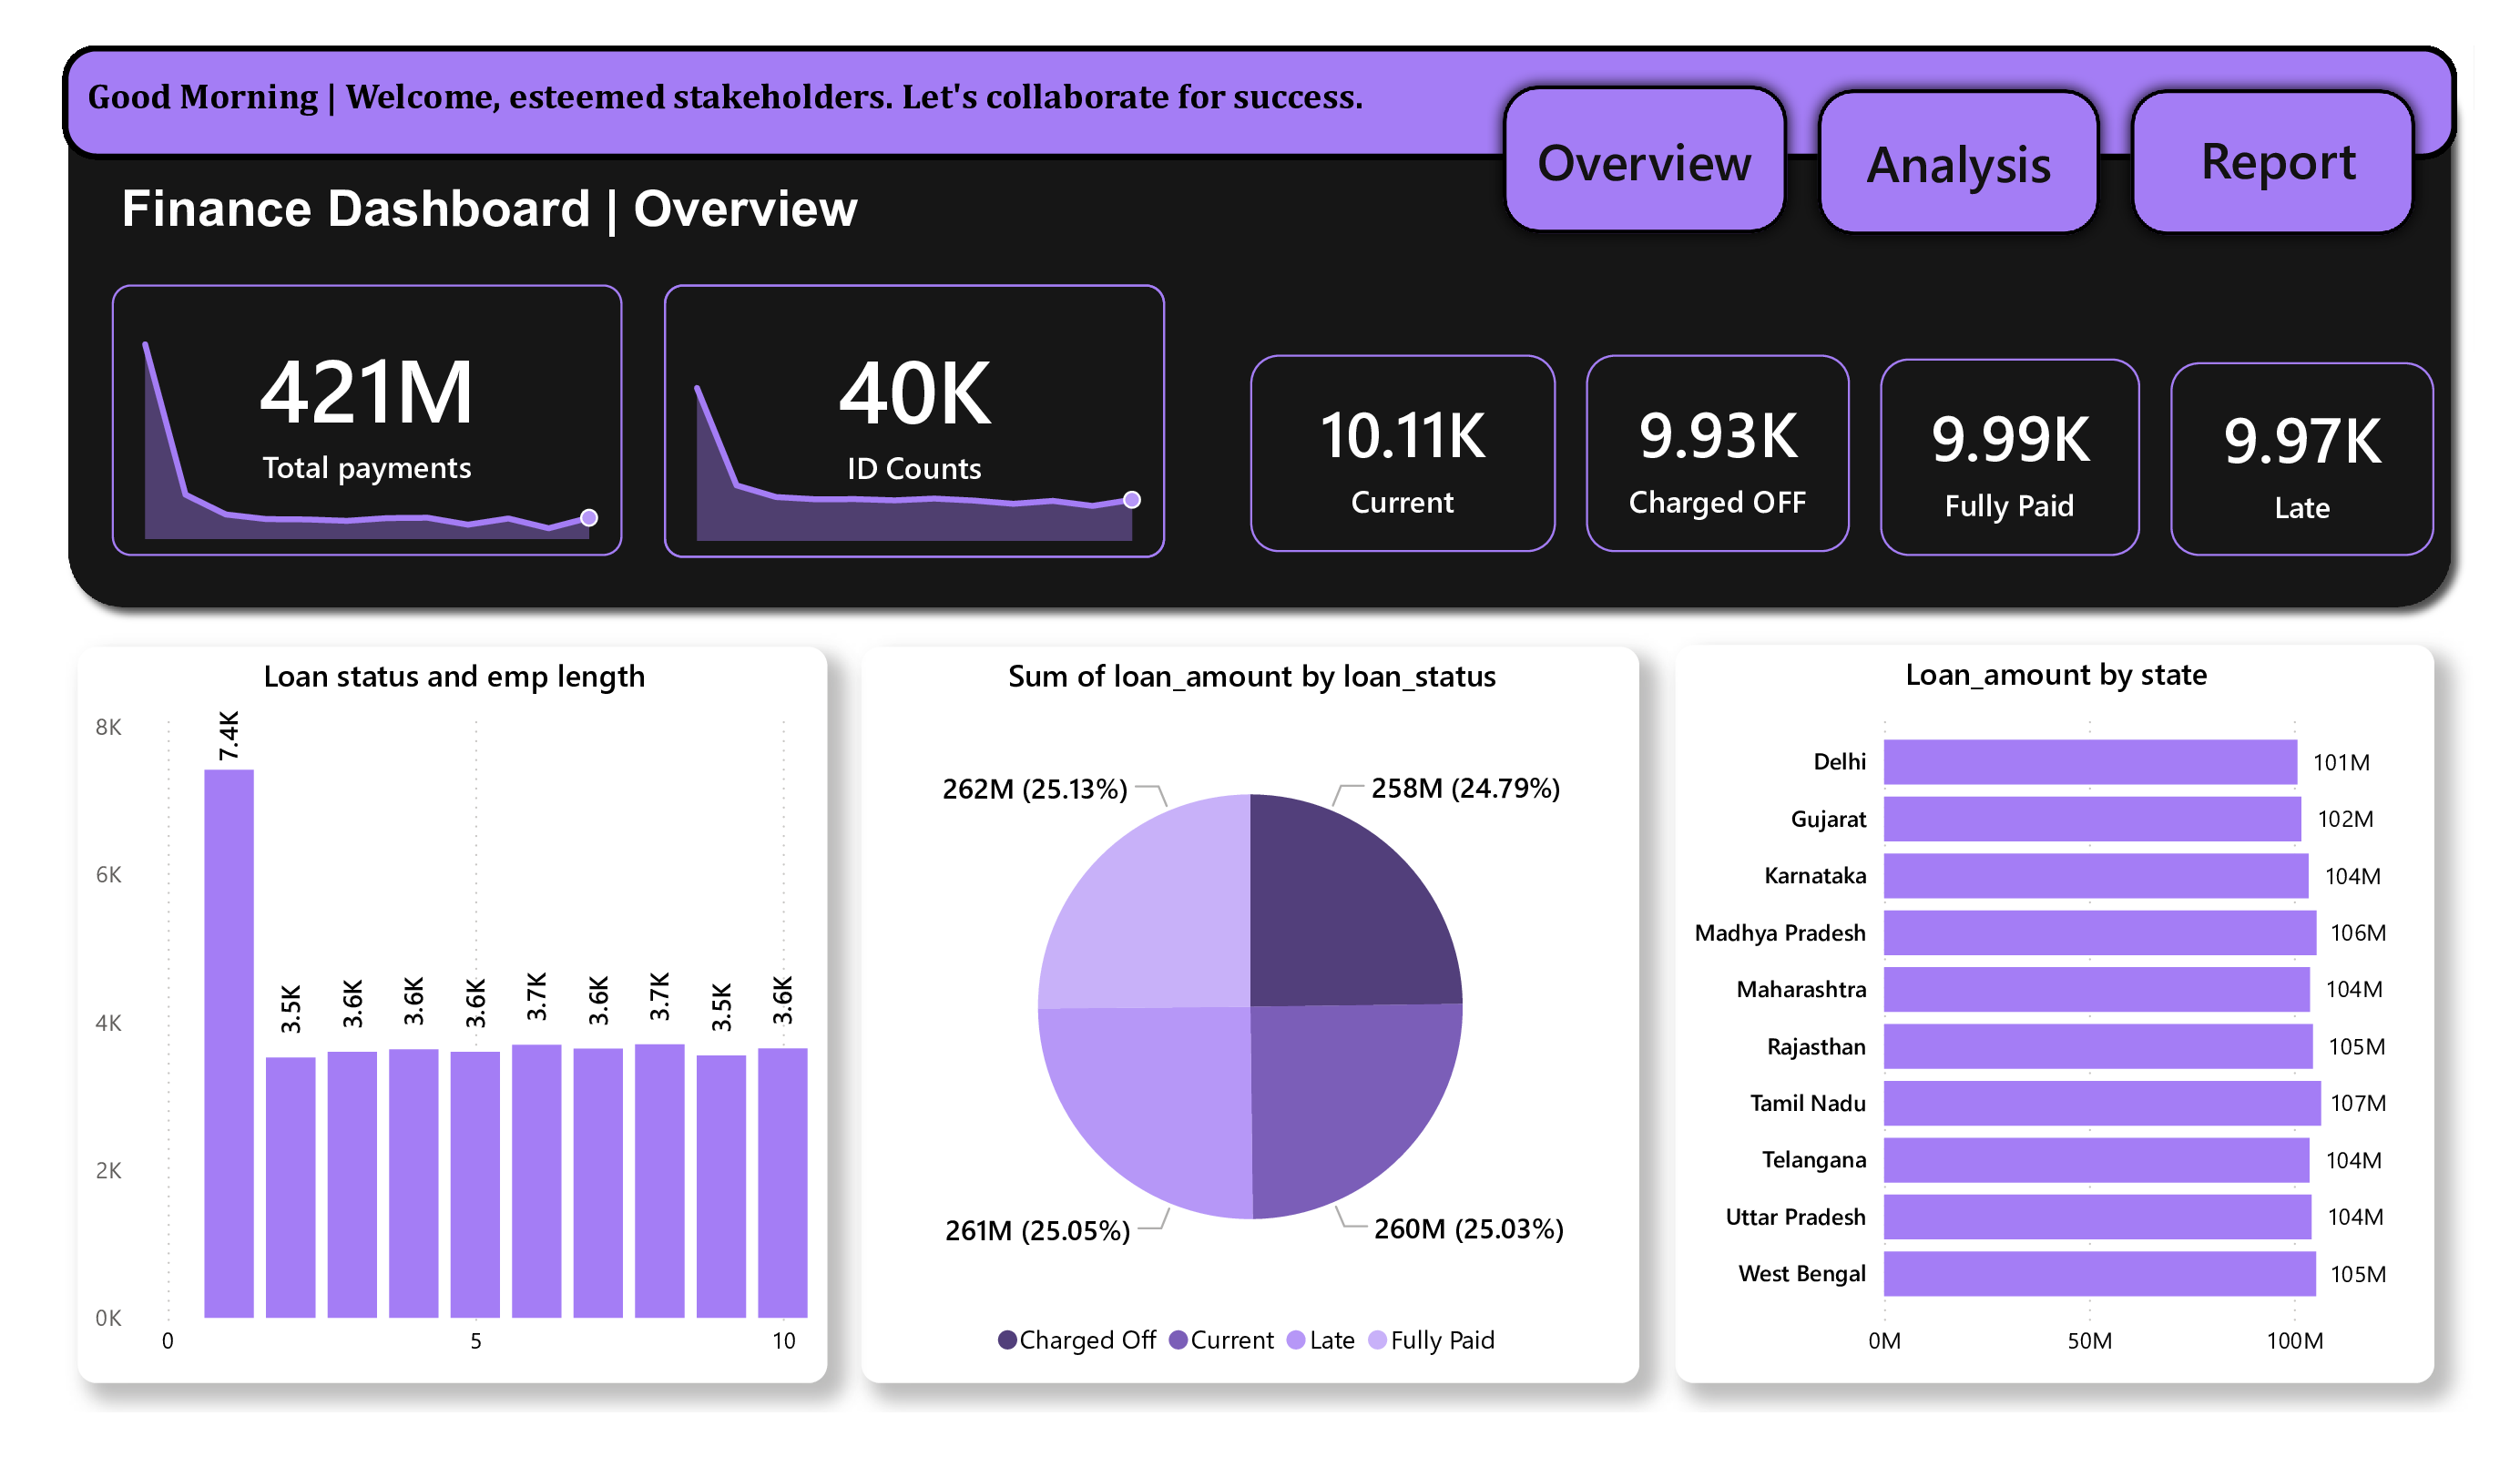 Good Morning | Welcome, esteemed stakeholders. Let's collaborate for success.
Overview
Analysis
Report
Finance Dashboard | Overview
421M
Total payments
40K
ID Counts
10.11K
Current
9.93K
Charged OFF
9.99K
Fully Paid
9.97K
Late
Loan status and emp length
8K
6K
4K
2K
0K
7.4K
3.5K
3.6K
3.6K
3.6K
3.7K
3.6K
3.7K
3.5K
3.6K
0
5
10
Sum of loan_amount by loan_status
262M (25.13%)
258M (24.79%)
261M (25.05%)
260M (25.03%)
Charged Off
Current
Late
Fully Paid
Loan_amount by state
Delhi 101M
Gujarat 102M
Karnataka 104M
Madhya Pradesh 106M
Maharashtra 104M
Rajasthan 105M
Tamil Nadu 107M
Telangana 104M
Uttar Pradesh 104M
West Bengal 105M
0M
50M
100M